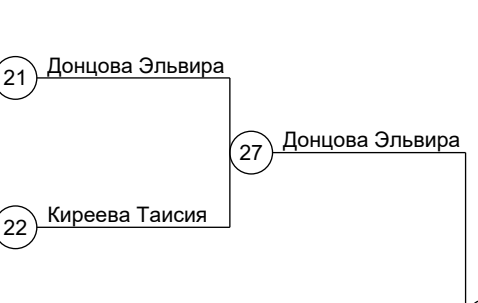 21 Донцова Эльвира
27 Донцова Эльвира
22 Киреева Таисия